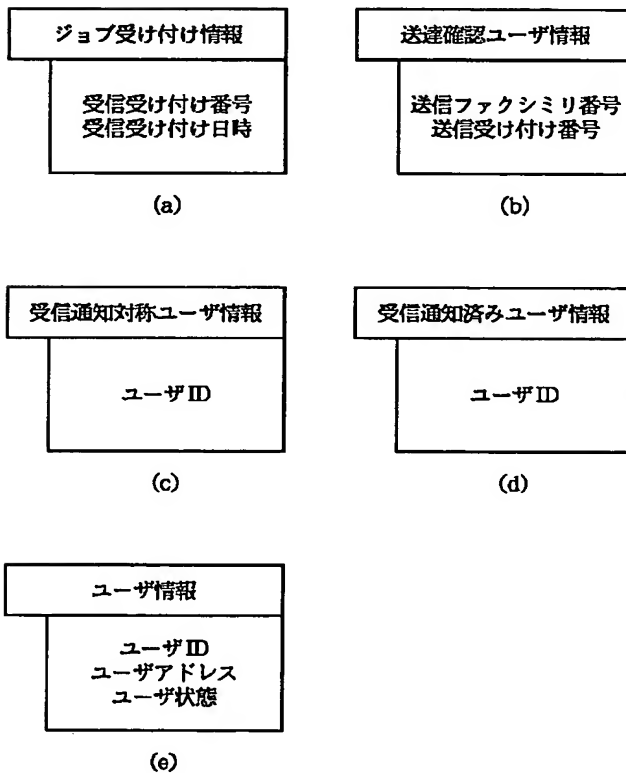 ジョブ受け付け情報
受信受け付け番号
受信受け付け日時
(a)
送達確認ユーザ情報
送信ファクシミリ番号
送信受け付け番号
(b)
受信通知対称ユーザ情報
ユーザID
(c)
受信通知済みユーザ情報
ユーザID
(d)
ユーザ情報
ユーザID
ユーザアドレス
ユーザ状態
(e)